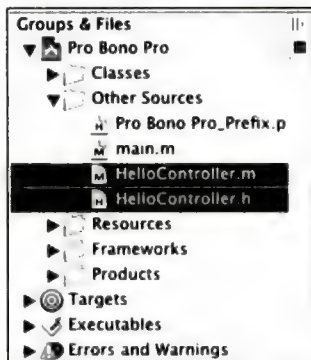 Groups & Files
Pro Bono Pro
Classes
Other Sources
Pro Bono Pro_Prefix.p
main.m
HelloController.m
HelloController.h
Resources
Frameworks
Products
Targets
Executables
Errors and Warnings